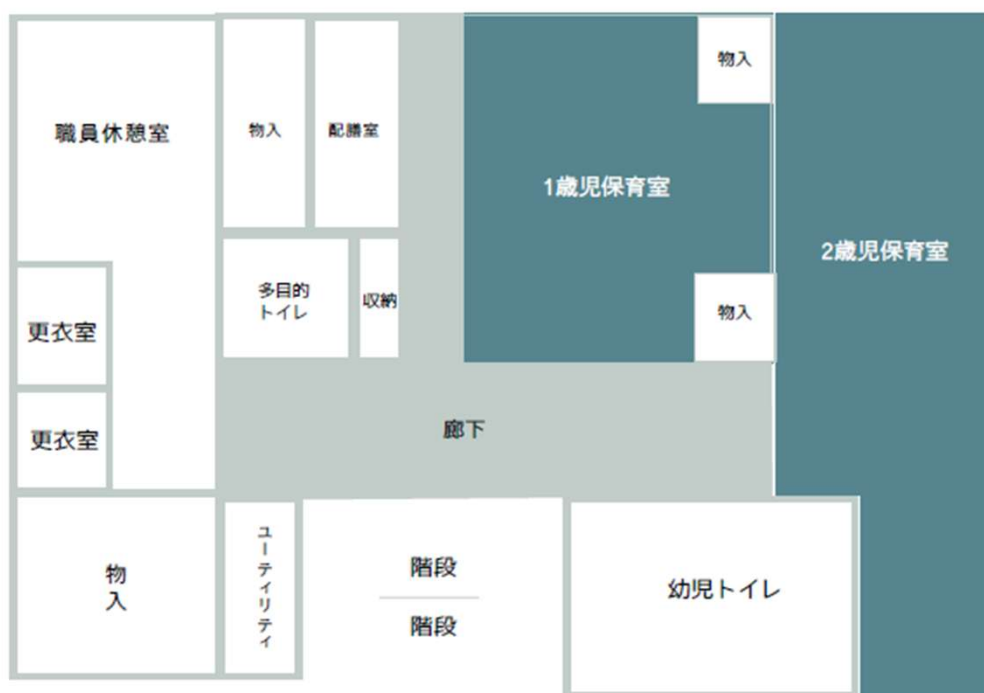 職員休憩室
物入
配膳室
物入
1歳児保育室
2歳児保育室
多目的
トイレ
収納
物入
更衣室
更衣室
廊下
物
入
ユーティリティ
階段
階段
幼児トイレ